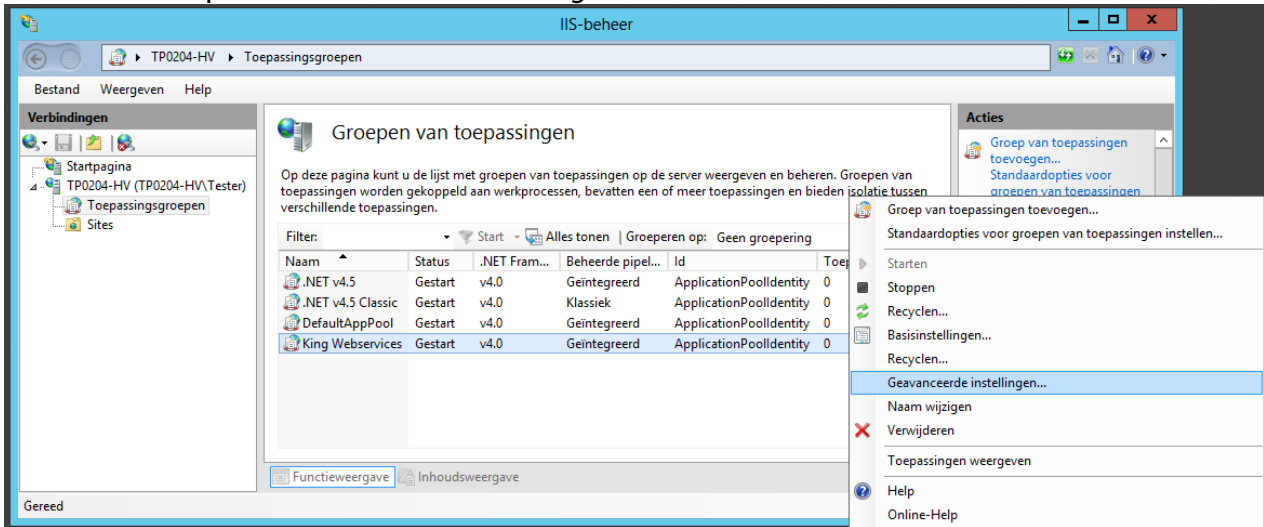 IIS-beheer
TP0204-HV
Toepassingsgroepen
Bestand Weergeven Help
Verbindingen
Startpagina
TP0204-HV (TP0204-HV\Tester)
Toepassingsgroepen
Sites
Groepen van toepassingen
Op deze pagina kunt u de lijst met groepen van toepassingen op de server weergeven en beheren. Groepen van
toepassingen worden gekoppeld aan werkprocessen, bevatten een of meer toepassingen en bieden isolatie tussen
verschillende toepassingen.
Filter: Start Alles tonen Groeperen op: Geen groepering
Naam Status .NET Fram... Beheerde pipel... Id Toep
.NET v4.5 Gestart v4.0 Geïntegreerd ApplicationPoolIdentity 0
.NET v4.5 Classic Gestart v4.0 Klassiek ApplicationPoolIdentity 0
DefaultAppPool Gestart v4.0 Geïntegreerd ApplicationPoolIdentity 0
King Webservices Gestart v4.0 Geïntegreerd ApplicationPoolIdentity 0
Functieweergave Inhoudsweergave
Gereed
Acties
Groep van toepassingen
toevoegen...
Standaardopties voor
groepen van toepassingen
Groep van toepassingen toevoegen...
Standaardopties voor groepen van toepassingen instellen...
Starten
Stoppen
Recyclen...
Basisinstellingen...
Recyclen...
Geavanceerde instellingen...
Naam wijzigen
Verwijderen
Toepassingen weergeven
Help
Online-Help